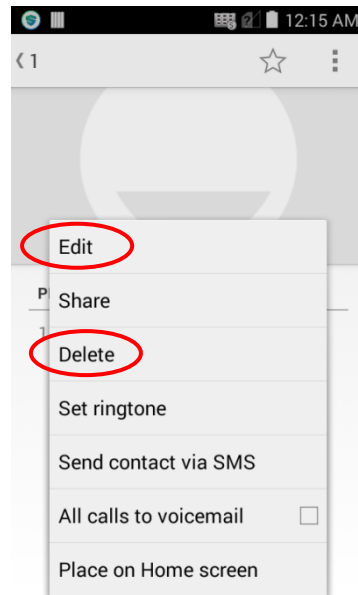 12:15 AM
1
Edit
P
Share
1
Delete
Set ringtone
Send contact via SMS
All calls to voicemail
Place on Home screen